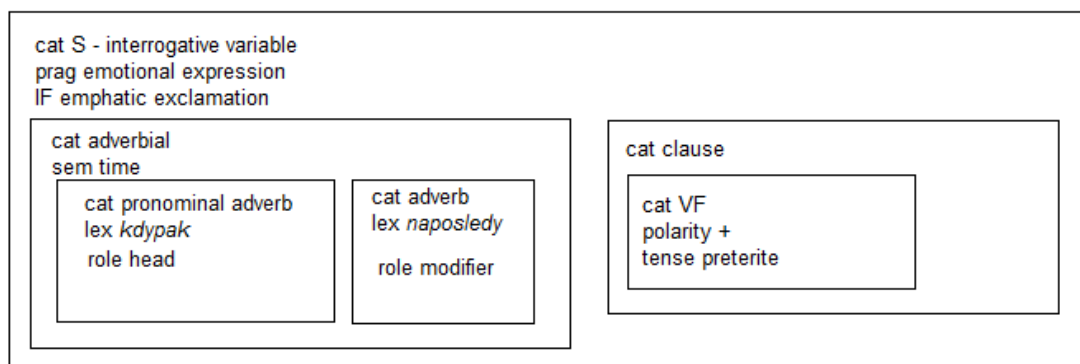 cat S - interrogative variable
prag emotional expression
IF emphatic exclamation
cat adverbial
sem time
cat pronominal adverb
lex kdypak
role head
cat adverb
lex naposledy
role modifier
cat clause
cat VF
polarity +
tense preterite